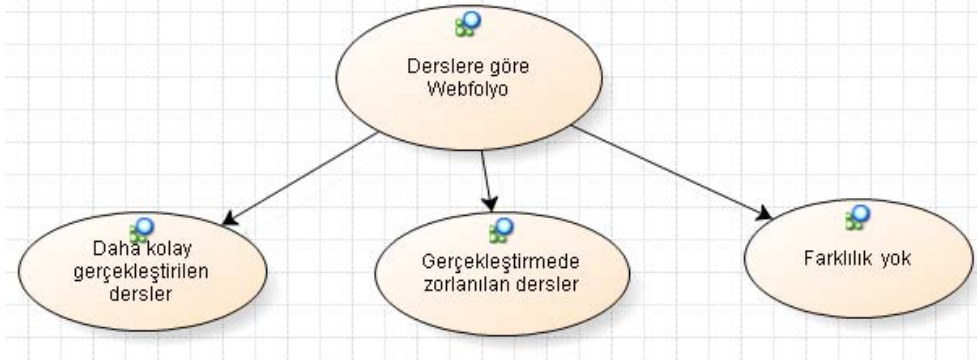 Derslere göre
Webfolyo
Daha kolay
gerçekleştirilen
dersler
Gerçekleştirmede
zorlanılan dersler
Farklılık yok